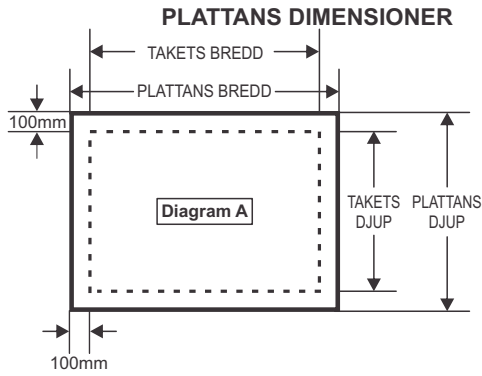 PLATTANS DIMENSIONER
TAKETS BREDD
PLATTANS BREDD
100mm
Diagram A
TAKETS
DJUP
PLATTANS
DJUP
100mm